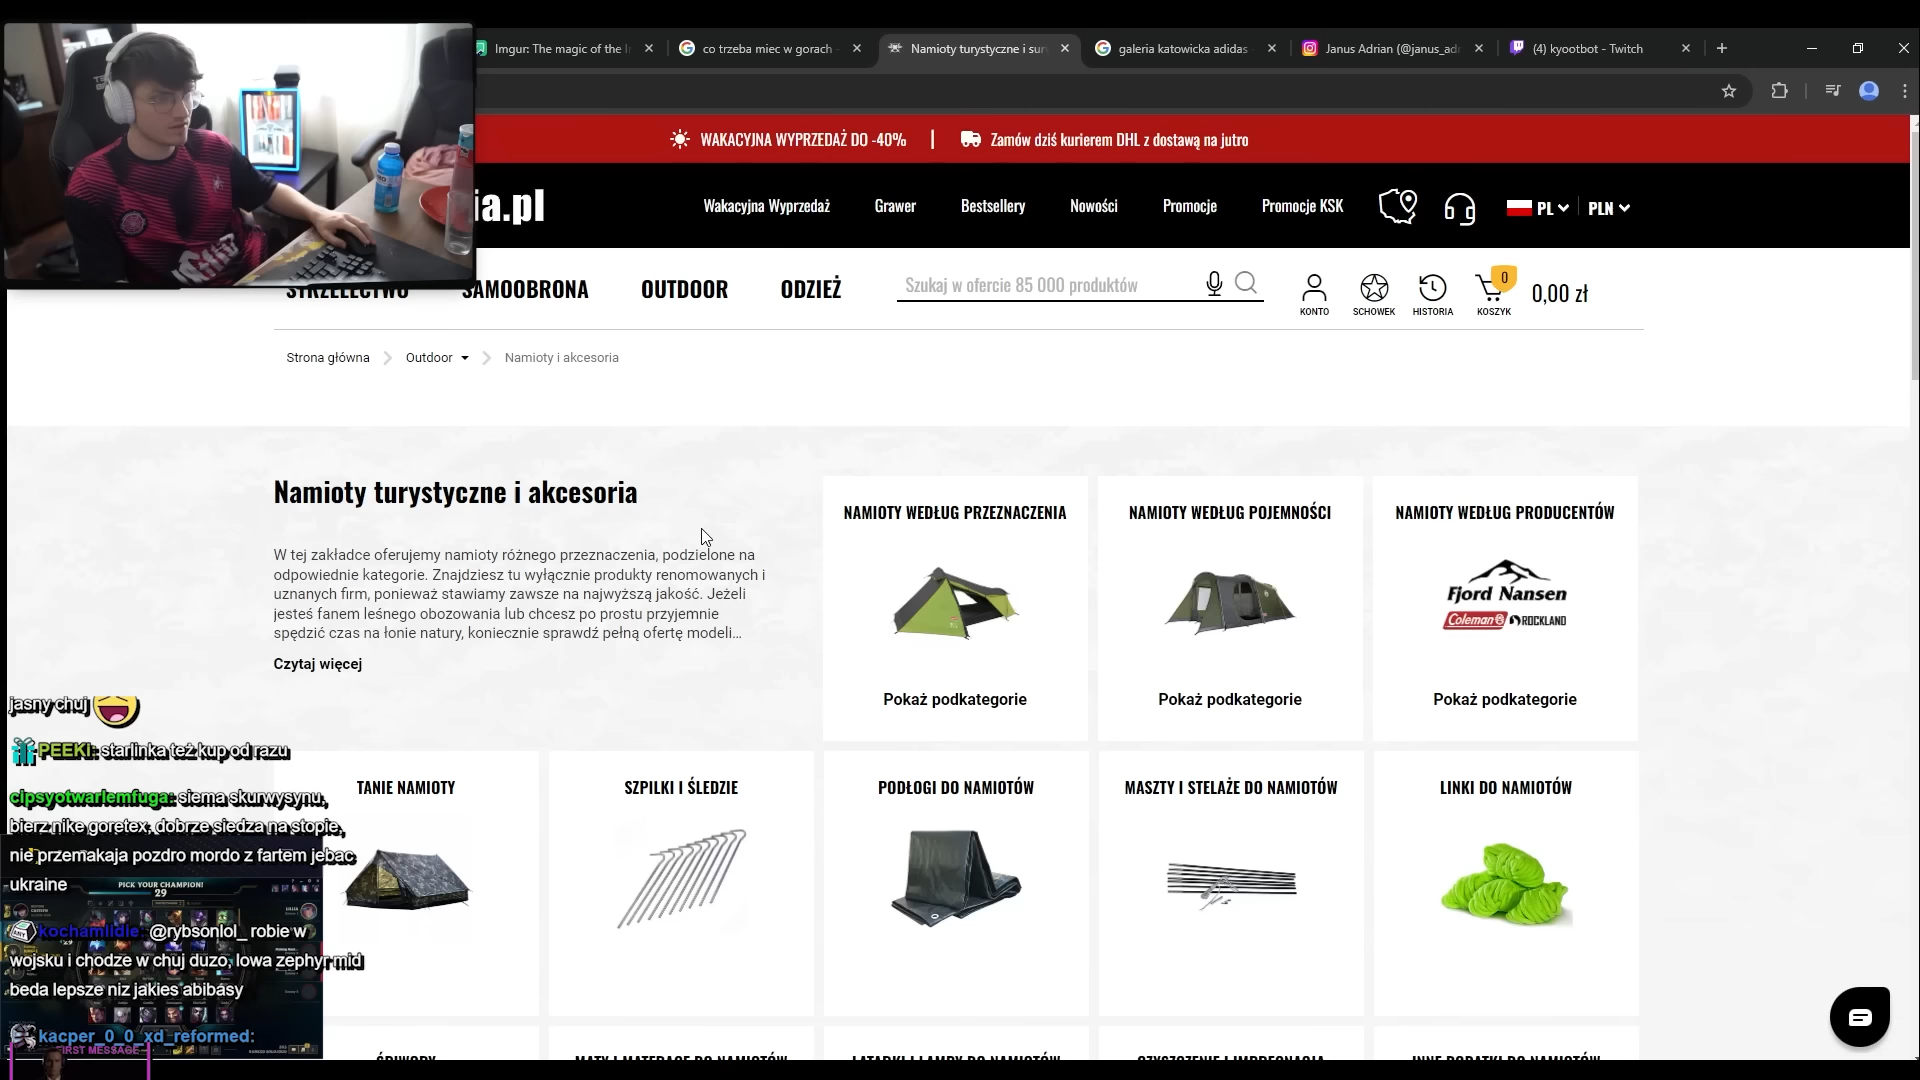 Imgur: The magic of the I
co trzeba miec w gorach -
Namioty turystyczne i sur
galeria katowicka adidas
Janus Adrian (@janus_ad
(4) kyootbot - Twitch
WAKACYJNA WYPRZEDAŻ DO -40%
Zamów dziś kurierem DHL z dostawą na jutro
ia.pl
Wakacyjna Wyprzedaż
Grawer
Bestsellery
Nowości
Promocje
Promocje KSK
PL
PLN
STRZELECTWO
SAMOOBRONA
OUTDOOR
ODZIEŻ
Szukaj w ofercie 85 000 produktów
KONTO
SCHOWEK
HISTORIA
0
KOSZYK
0,00 zł
Strona główna
Outdoor
Namioty i akcesoria
Namioty turystyczne i akcesoria
W tej zakładce oferujemy namioty różnego przeznaczenia, podzielone na
odpowiednie kategorie. Znajdziesz tu wyłącznie produkty renomowanych i
uznanych firm, ponieważ stawiamy zawsze na najwyższą jakość. Jeżeli
jesteś fanem leśnego obozowania lub chcesz po prostu przyjemnie
spędzić czas na łonie natury, koniecznie sprawdź pełną ofertę modeli...
Czytaj więcej
NAMIOTY WEDŁUG PRZEZNACZENIA
Pokaż podkategorie
NAMIOTY WEDŁUG POJEMNOŚCI
Pokaż podkategorie
NAMIOTY WEDŁUG PRODUCENTÓW
Fjord Nansen
Coleman ROCKLAND
Pokaż podkategorie
TANIE NAMIOTY
SZPILKI I ŚLEDZIE
PODŁOGI DO NAMIOTÓW
MASZTY I STELAŻE DO NAMIOTÓW
LINKI DO NAMIOTÓW
ŚPIWORY
MATY I MATERACE DO NAMIOTÓW
LATARKI I LAMPY DO NAMIOTÓW
CZYSZCZENIE I IMPREGNACJA
INNE DODATKI DO NAMIOTÓW
jasny chuj
PEEKI: starlinka też kup od razu
cipsyotwarlemfuga: siema skurwysynu,
bierz nike goretex, dobrze siedza na stopie,
nie przemakaja pozdro mordo z fartem jebac
ukraine
PICK YOUR CHAMPION!
29
kochamlidle: @rybsonlol_ robie w
wojsku i chodze w chuj duzo, lowa zephyr mid
beda lepsze niz jakies abibasy
kacper_0_0_xd_reformed:
FIRST MESSAGE